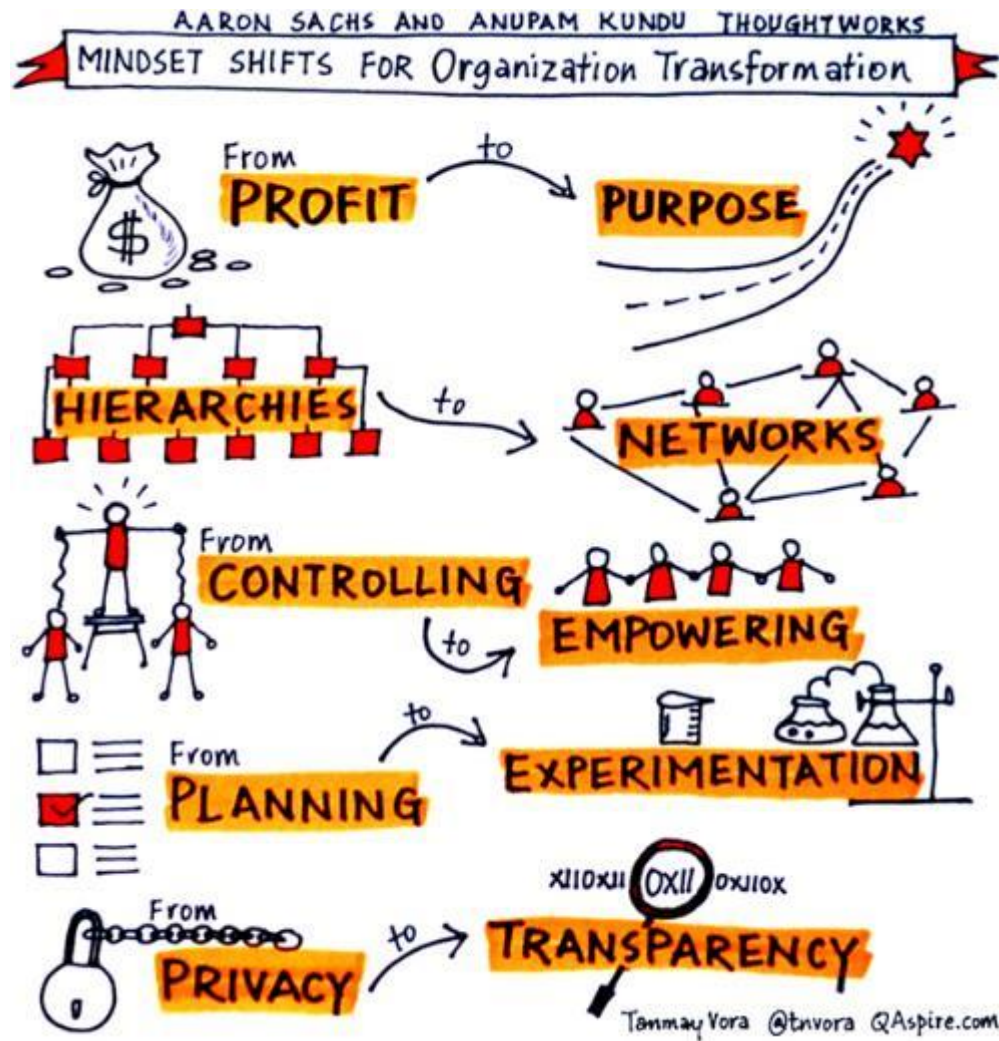 AARON SACHS AND ANUPAM KUNDU THOUGHTWORKS
MINDSET SHIFTS FOR Organization Transformation
From
PROFIT
to
PURPOSE
$
HIERARCHIES
to
NETWORKS
From
CONTROLLING
to
EMPOWERING
From
PLANNING
to
EXPERIMENTATION
From
PRIVACY
to
X110X11 0X11 0X110X
TRANSPARENCY
Tanmay Vora @tnvora QAspire.com